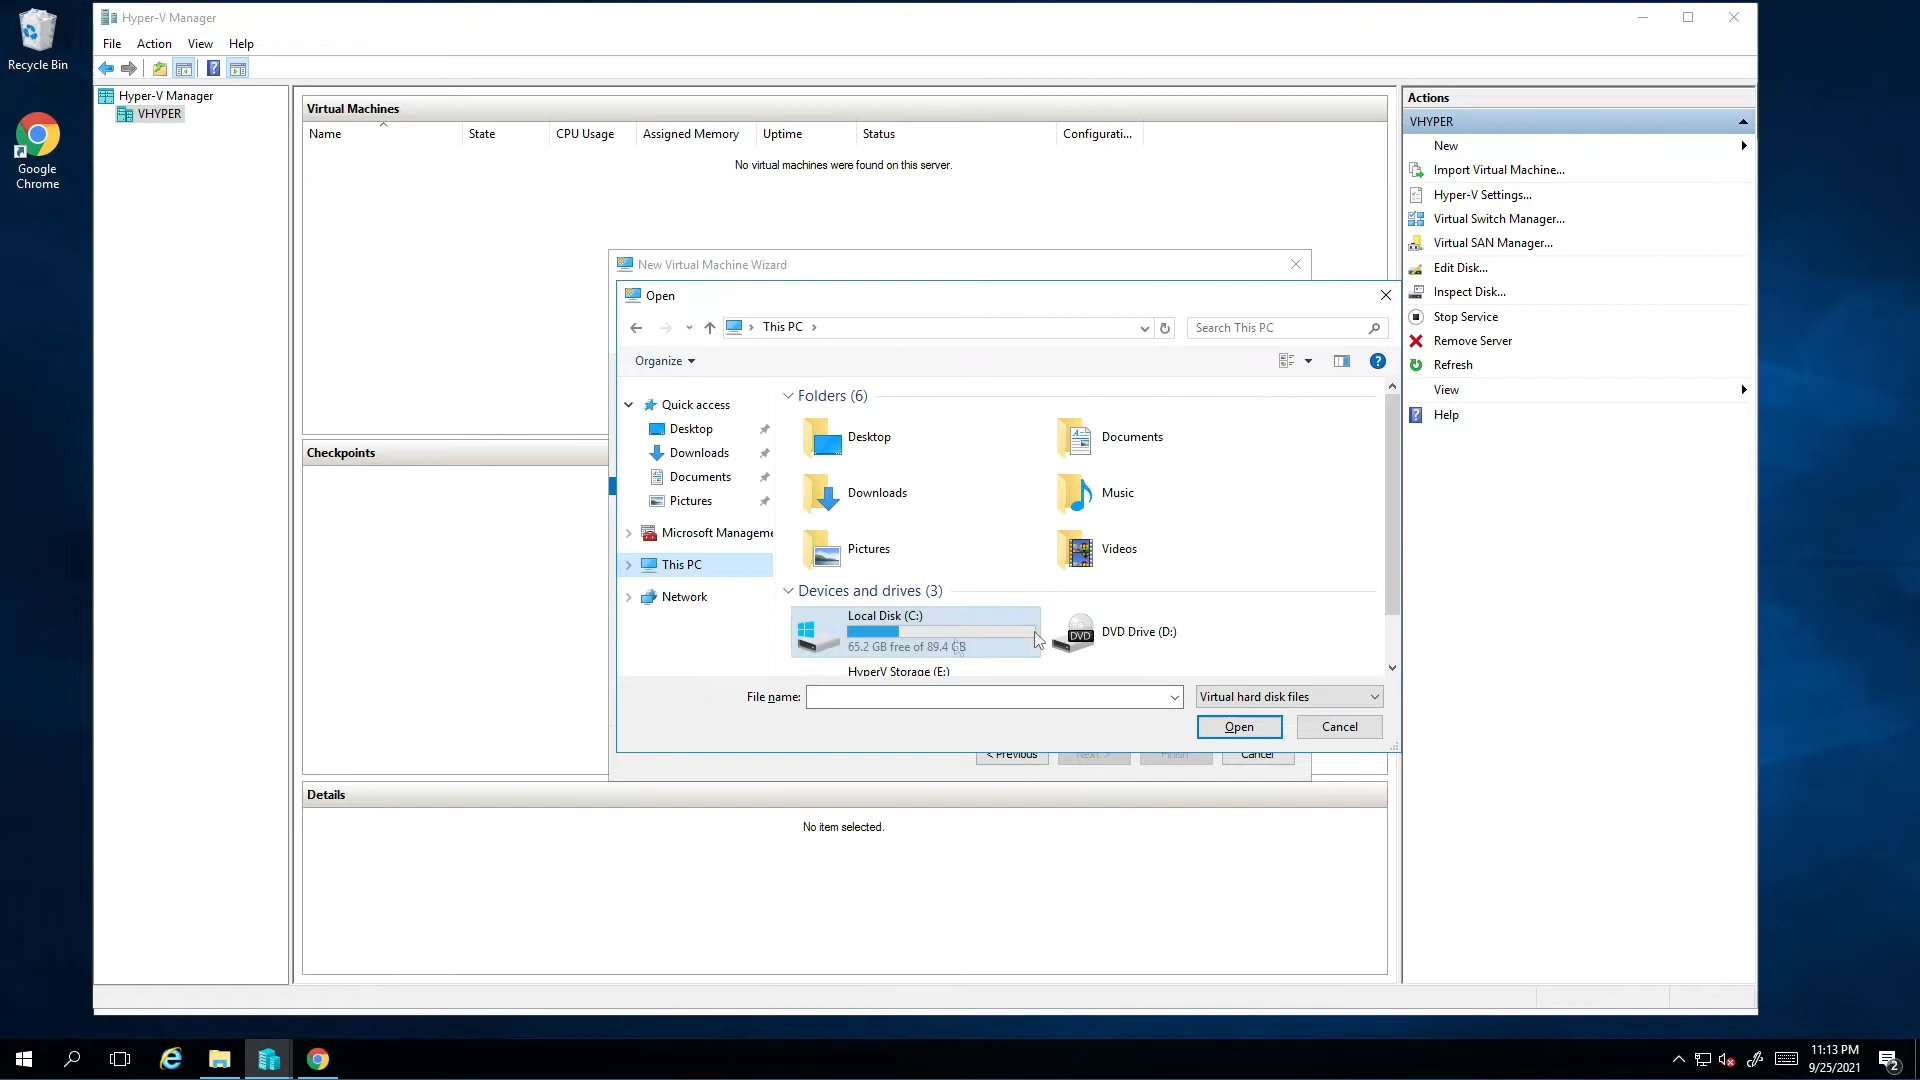 Recycle Bin
Google
Chrome
Hyper-V Manager
File Action View Help
Hyper-V Manager
VHYPER
Virtual Machines
Name State CPU Usage Assigned Memory Uptime Status Configurati...
No virtual machines were found on this server.
Checkpoints
Details
No item selected.
New Virtual Machine Wizard
Open
This PC
Search This PC
Organize
Quick access
Desktop
Downloads
Documents
Pictures
Microsoft Manageme
This PC
Network
Folders (6)
Desktop
Documents
Downloads
Music
Pictures
Videos
Devices and drives (3)
Local Disk (C:)
65.2 GB free of 89.4 GB
DVD
DVD Drive (D:)
HyperV Storage (E:)
File name:
Virtual hard disk files
Open
Cancel
< Previous Next > Finish Cancel
Actions
VHYPER
New
Import Virtual Machine...
Hyper-V Settings...
Virtual Switch Manager...
Virtual SAN Manager...
Edit Disk...
Inspect Disk...
Stop Service
Remove Server
Refresh
View
Help
11:13 PM
9/25/2021
2